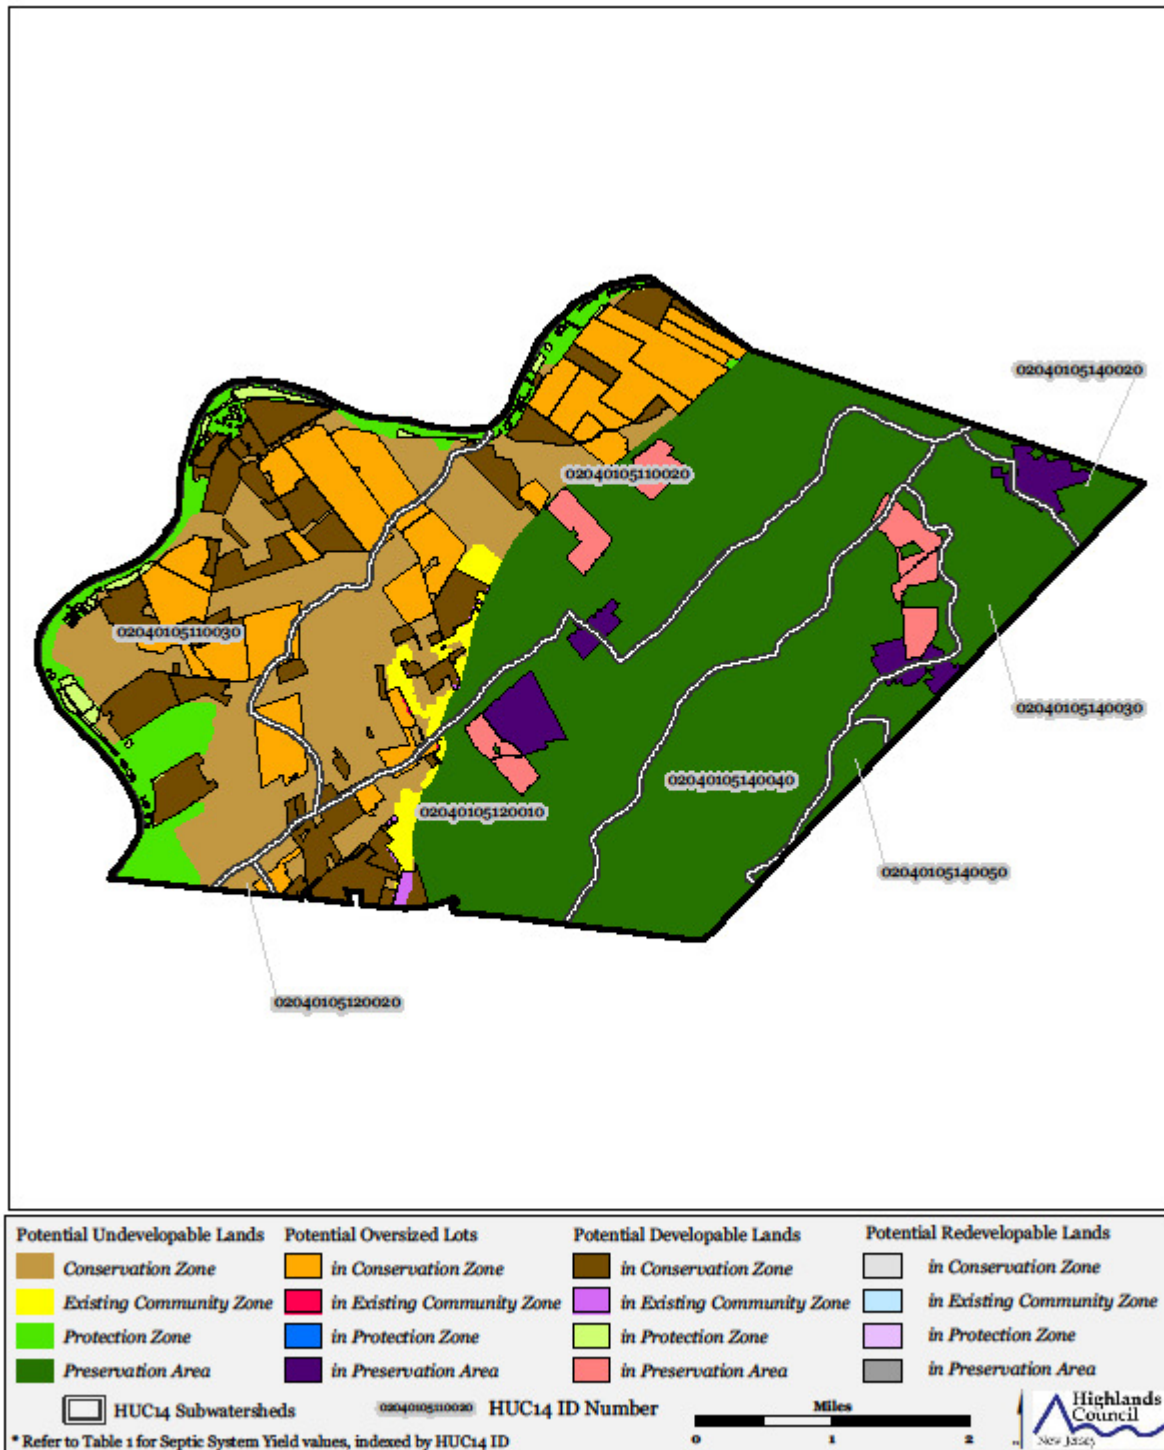 02040105140020
02040105110020
02040105110030
02040105140030
02040105140040
02040105120010
02040105140050
02040105120020
Potential Undevelopable Lands
Conservation Zone
Existing Community Zone
Protection Zone
Preservation Area
Potential Oversized Lots
in Conservation Zone
in Existing Community Zone
in Protection Zone
in Preservation Area
Potential Developable Lands
in Conservation Zone
in Existing Community Zone
in Protection Zone
in Preservation Area
Potential Redevelopable Lands
in Conservation Zone
in Existing Community Zone
in Protection Zone
in Preservation Area
HUC14 Subwatersheds
02040105110020 HUC14 ID Number
Miles
0 1 2
Highlands
Council
New Jersey
* Refer to Table 1 for Septic System Yield values, indexed by HUC14 ID